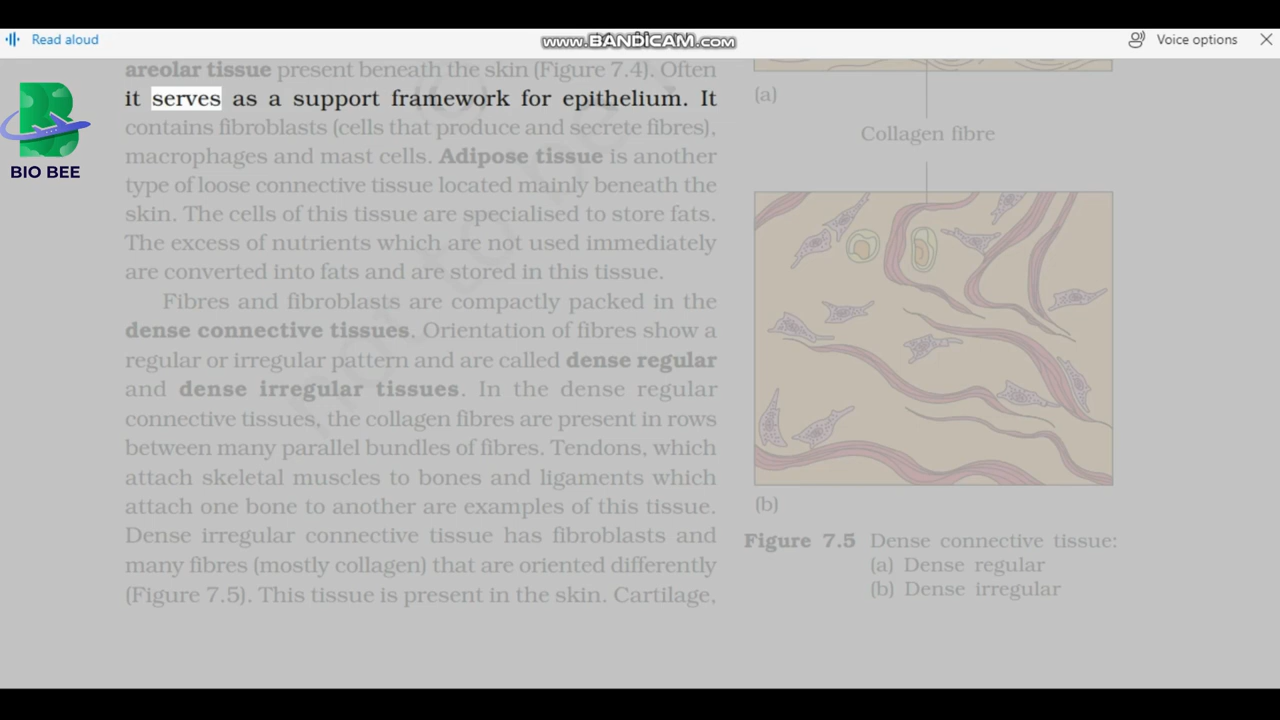 www.BANDICAM.com
Read aloud
Voice options
BIO BEE
areolar tissue present beneath the skin (Figure 7.4). Often
it serves as a support framework for epithelium. It
contains fibroblasts (cells that produce and secrete fibres),
macrophages and mast cells. Adipose tissue is another
type of loose connective tissue located mainly beneath the
skin. The cells of this tissue are specialised to store fats.
The excess of nutrients which are not used immediately
are converted into fats and are stored in this tissue.
Fibres and fibroblasts are compactly packed in the
dense connective tissues. Orientation of fibres show a
regular or irregular pattern and are called dense regular
and dense irregular tissues. In the dense regular
connective tissues, the collagen fibres are present in rows
between many parallel bundles of fibres. Tendons, which
attach skeletal muscles to bones and ligaments which
attach one bone to another are examples of this tissue.
Dense irregular connective tissue has fibroblasts and
many fibres (mostly collagen) that are oriented differently
(Figure 7.5). This tissue is present in the skin. Cartilage,
(a)
Collagen fibre
(b)
Figure 7.5 Dense connective tissue:
(a) Dense regular
(b) Dense irregular